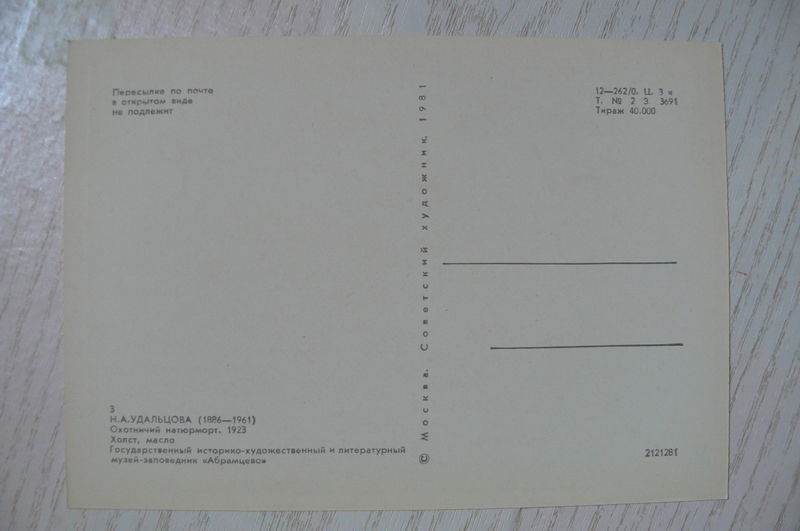 Пересылке по почте
в открытом виде
не подлежит
12—262/0. Ц. 3 к
Т. № 2 3 3691
Тираж 40.000
© Москва. Советский художник. 1981
3
Н.А.УДАЛЬЦОВА (1886—1961)
Охотничий натюрморт. 1923
Холст, масло
Государственный историко-художественный и литературный
музей-заповедник «Абрамцево»
2121281